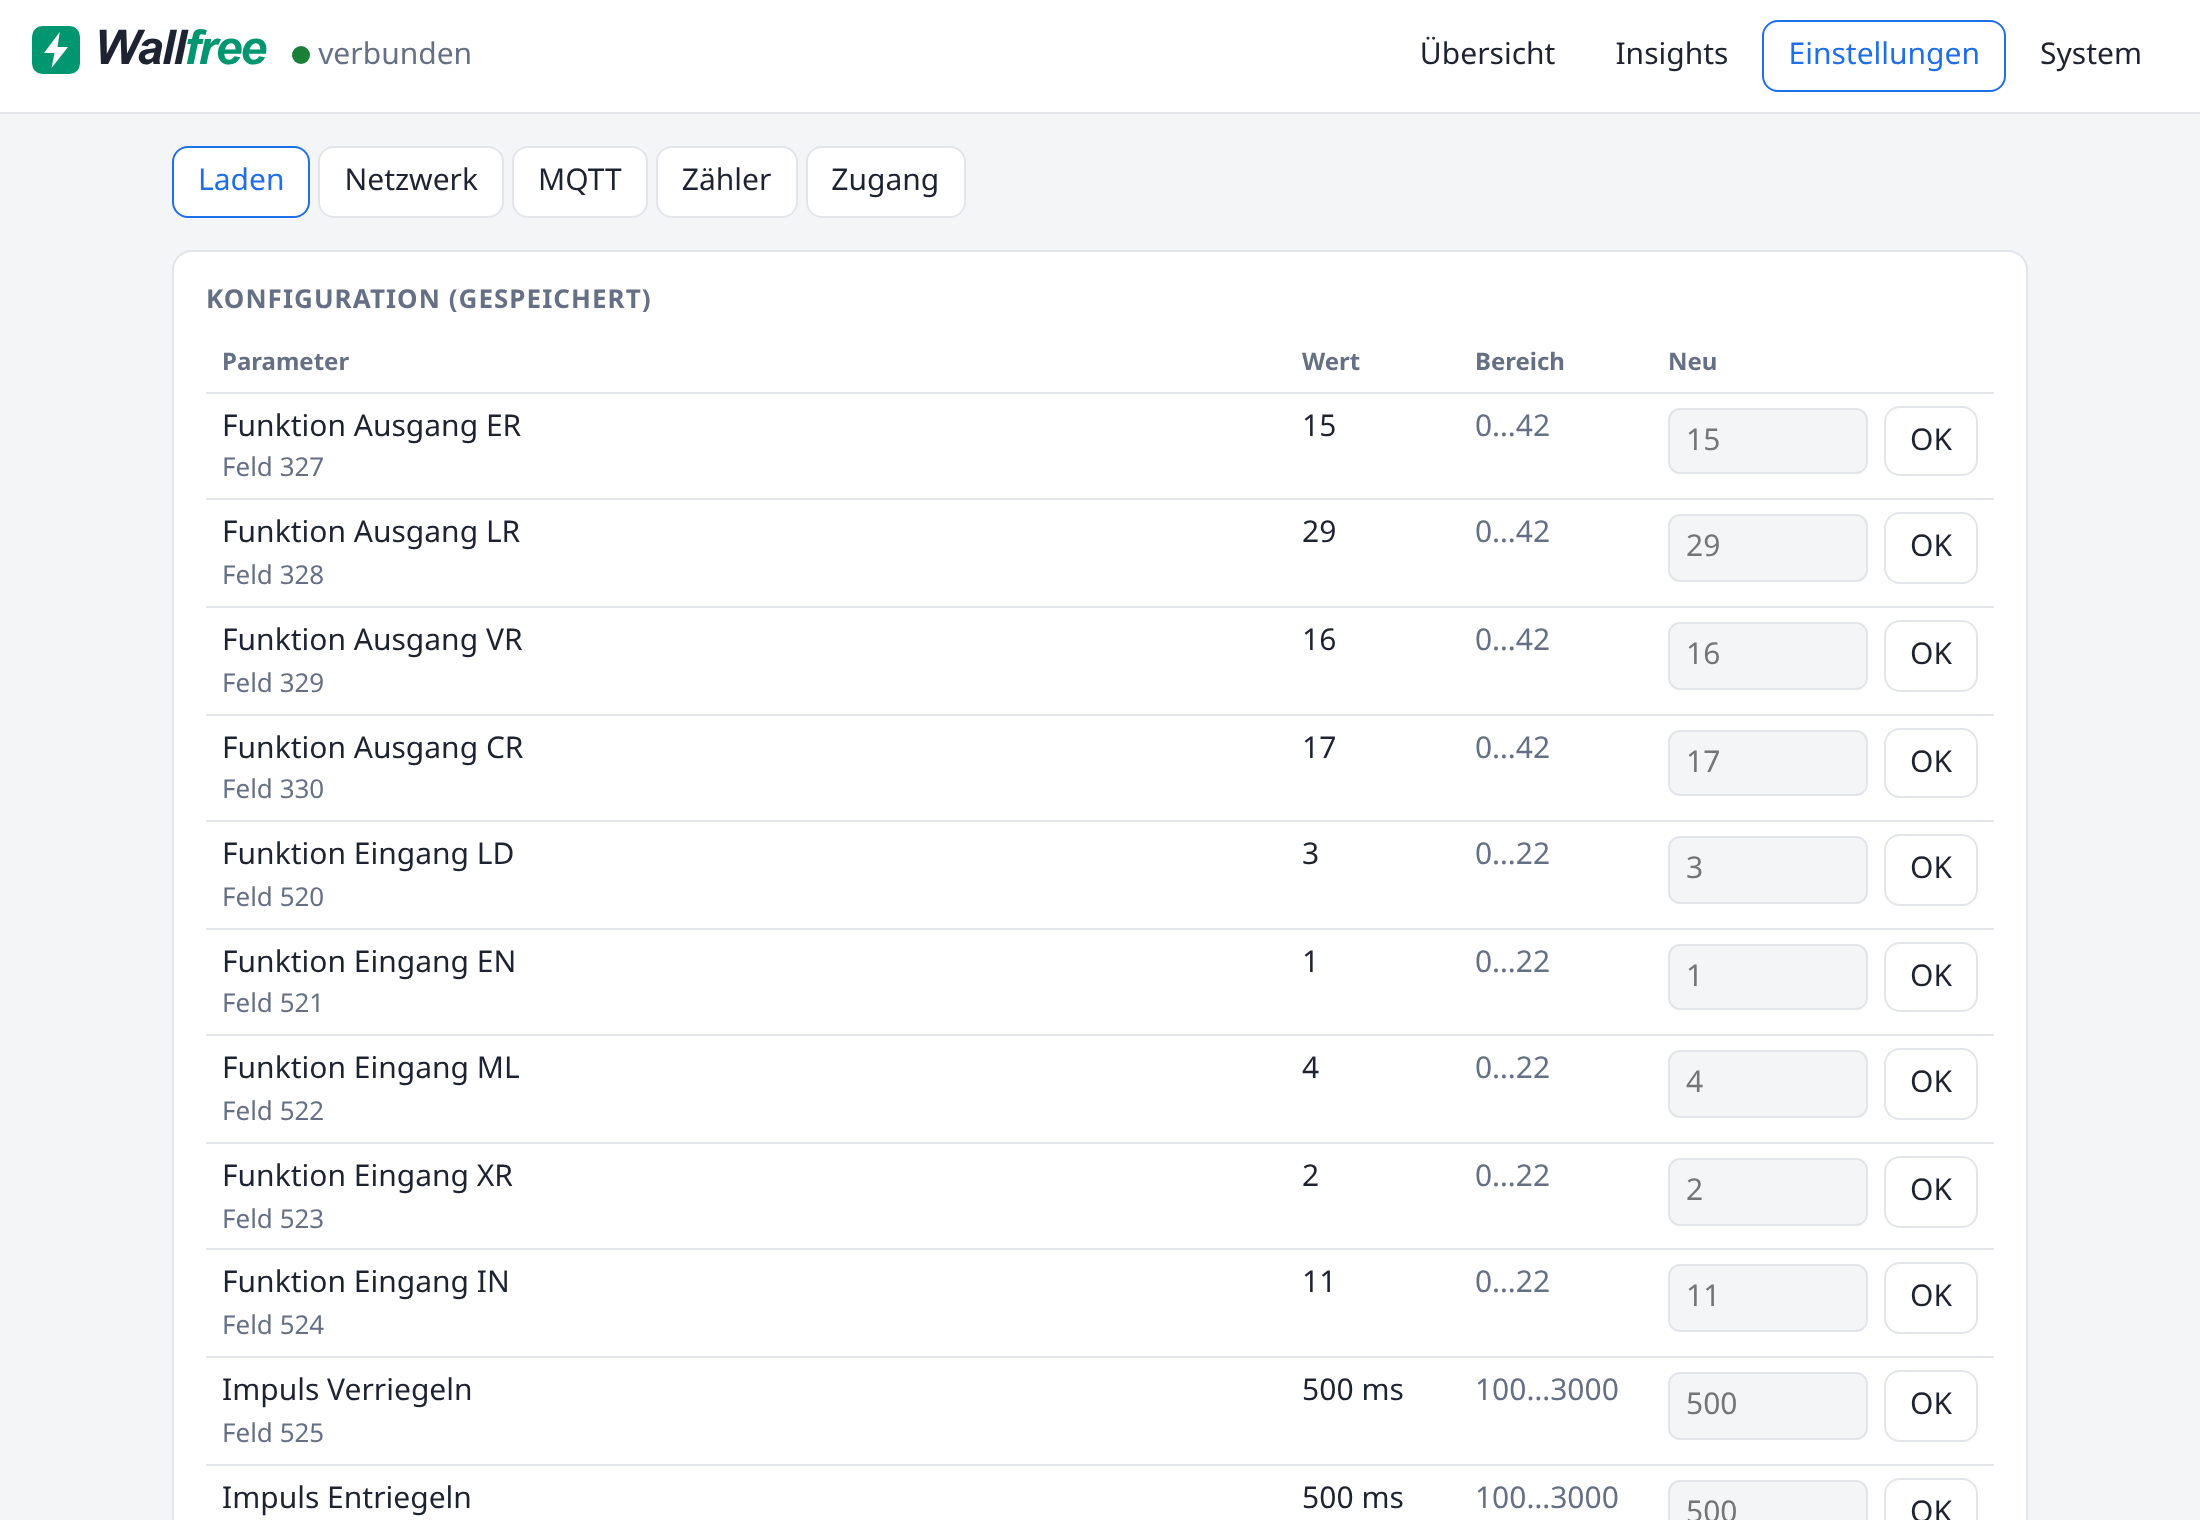 Wallfree verbunden Übersicht Insights Einstellungen System
Laden Netzwerk MQTT Zähler Zugang
KONFIGURATION (GESPEICHERT)
Parameter Wert Bereich Neu
Funktion Ausgang ER 15 0…42 15 OK
Feld 327
Funktion Ausgang LR 29 0…42 29 OK
Feld 328
Funktion Ausgang VR 16 0…42 16 OK
Feld 329
Funktion Ausgang CR 17 0…42 17 OK
Feld 330
Funktion Eingang LD 3 0…22 3 OK
Feld 520
Funktion Eingang EN 1 0…22 1 OK
Feld 521
Funktion Eingang ML 4 0…22 4 OK
Feld 522
Funktion Eingang XR 2 0…22 2 OK
Feld 523
Funktion Eingang IN 11 0…22 11 OK
Feld 524
Impuls Verriegeln 500 ms 100…3000 500 OK
Feld 525
Impuls Entriegeln 500 ms 100…3000 500 OK